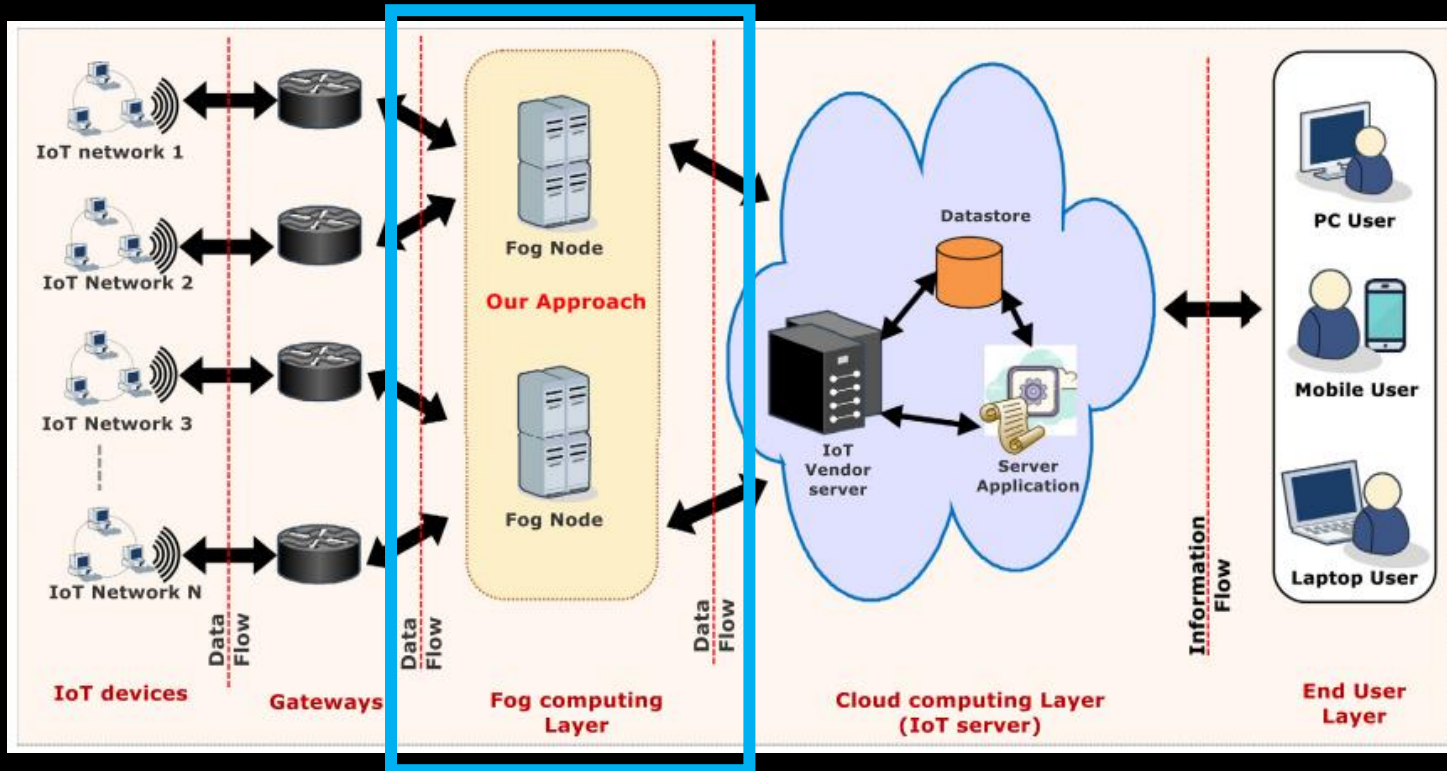 IoT network 1
IoT Network 2
IoT Network 3
IoT Network N
Data
Flow
IoT devices
Gateways
Data
Flow
Fog Node
Our Approach
Fog Node
Fog computing
Layer
Data
Flow
Datastore
IoT
Vendor
server
Server
Application
Cloud computing Layer
(IoT server)
Information
Flow
PC User
Mobile User
Laptop User
End User
Layer